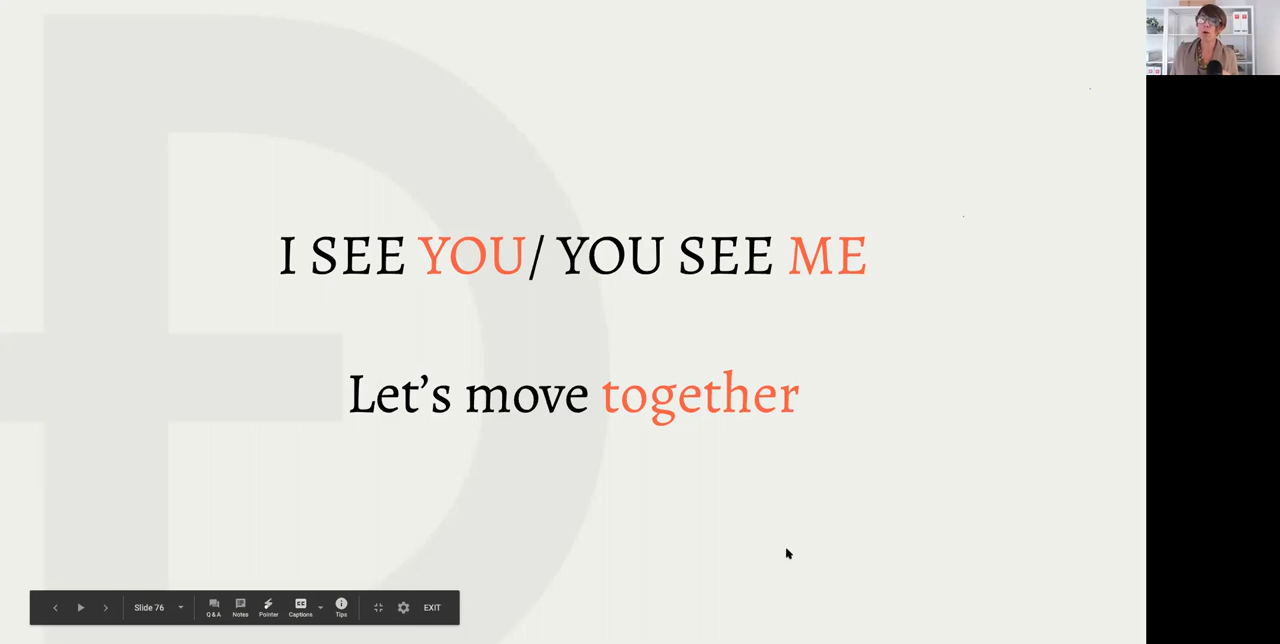 I SEE YOU/ YOU SEE ME
Let’s move together
Slide 76
Q & A
Notes
Pointer
Captions
Tips
EXIT